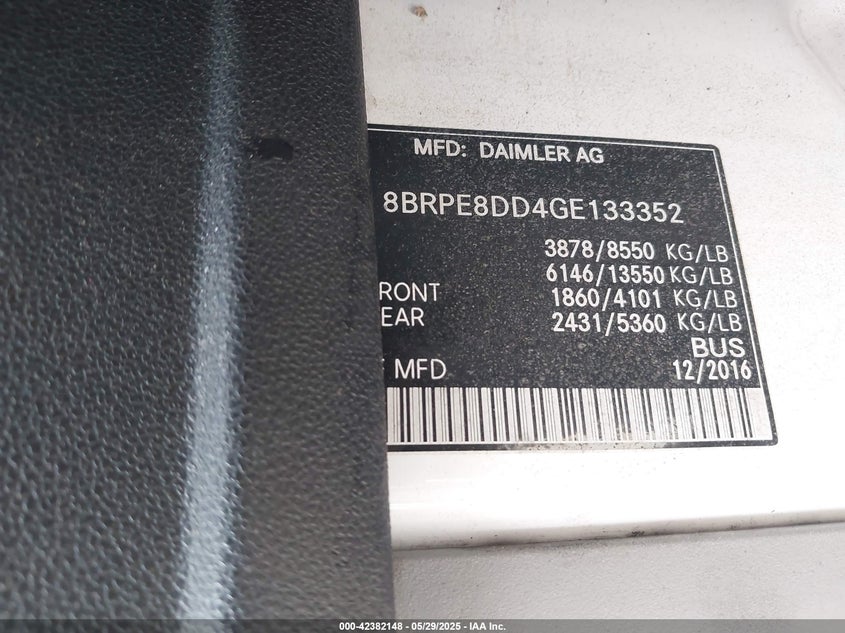 MFD: DAIMLER AG
8BRPE8DD4GE133352
3878/8550 KG/LB
6146/13550 KG/LB
RONT 1860/4101 KG/LB
EAR 2431/5360 KG/LB
BUS
MFD 12/2016
000-42382148 - 05/29/2025 - IAA Inc.